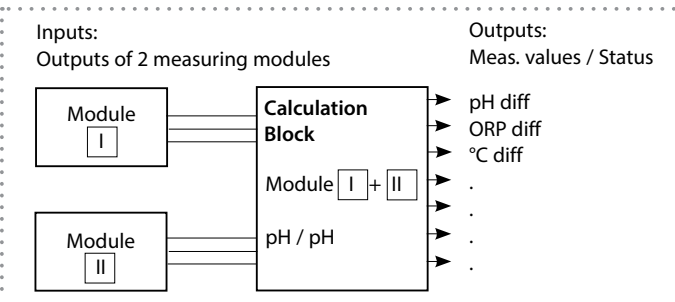 Inputs:
Outputs of 2 measuring modules
Outputs:
Meas. values / Status
Module
I
Module
II
Calculation
Block
Module I + II
pH / pH
pH diff
ORP diff
°C diff
.
.
.
.